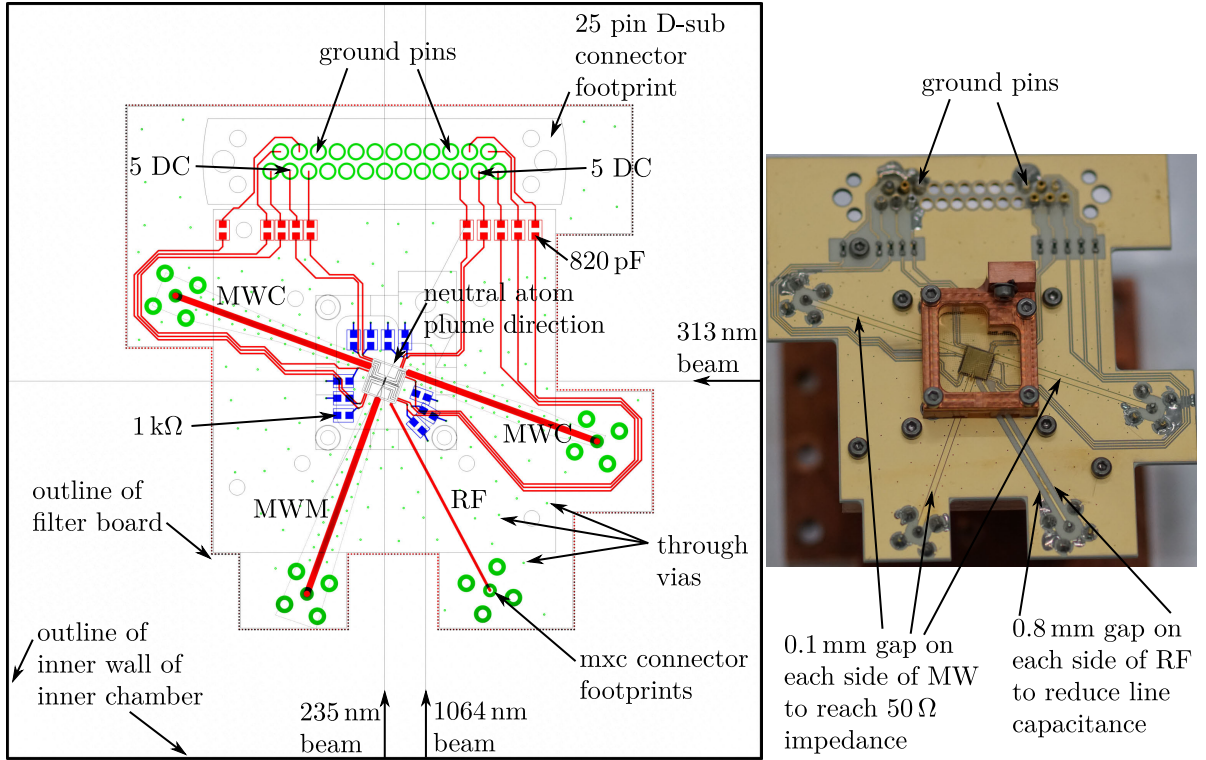 25 pin D-sub
connector
footprint
ground pins
5 DC
5 DC
820 pF
MWC
neutral atom
plume direction
313 nm
beam
1 kΩ
MWC
outline of
filter board
MWM
RF
through
vias
outline of
inner wall of
inner chamber
mxc connector
footprints
235 nm
beam
1064 nm
beam
ground pins
0.1 mm gap on
each side of MW
to reach 50 Ω
impedance
0.8 mm gap on
each side of RF
to reduce line
capacitance